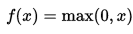 f(x) = max(0, x)